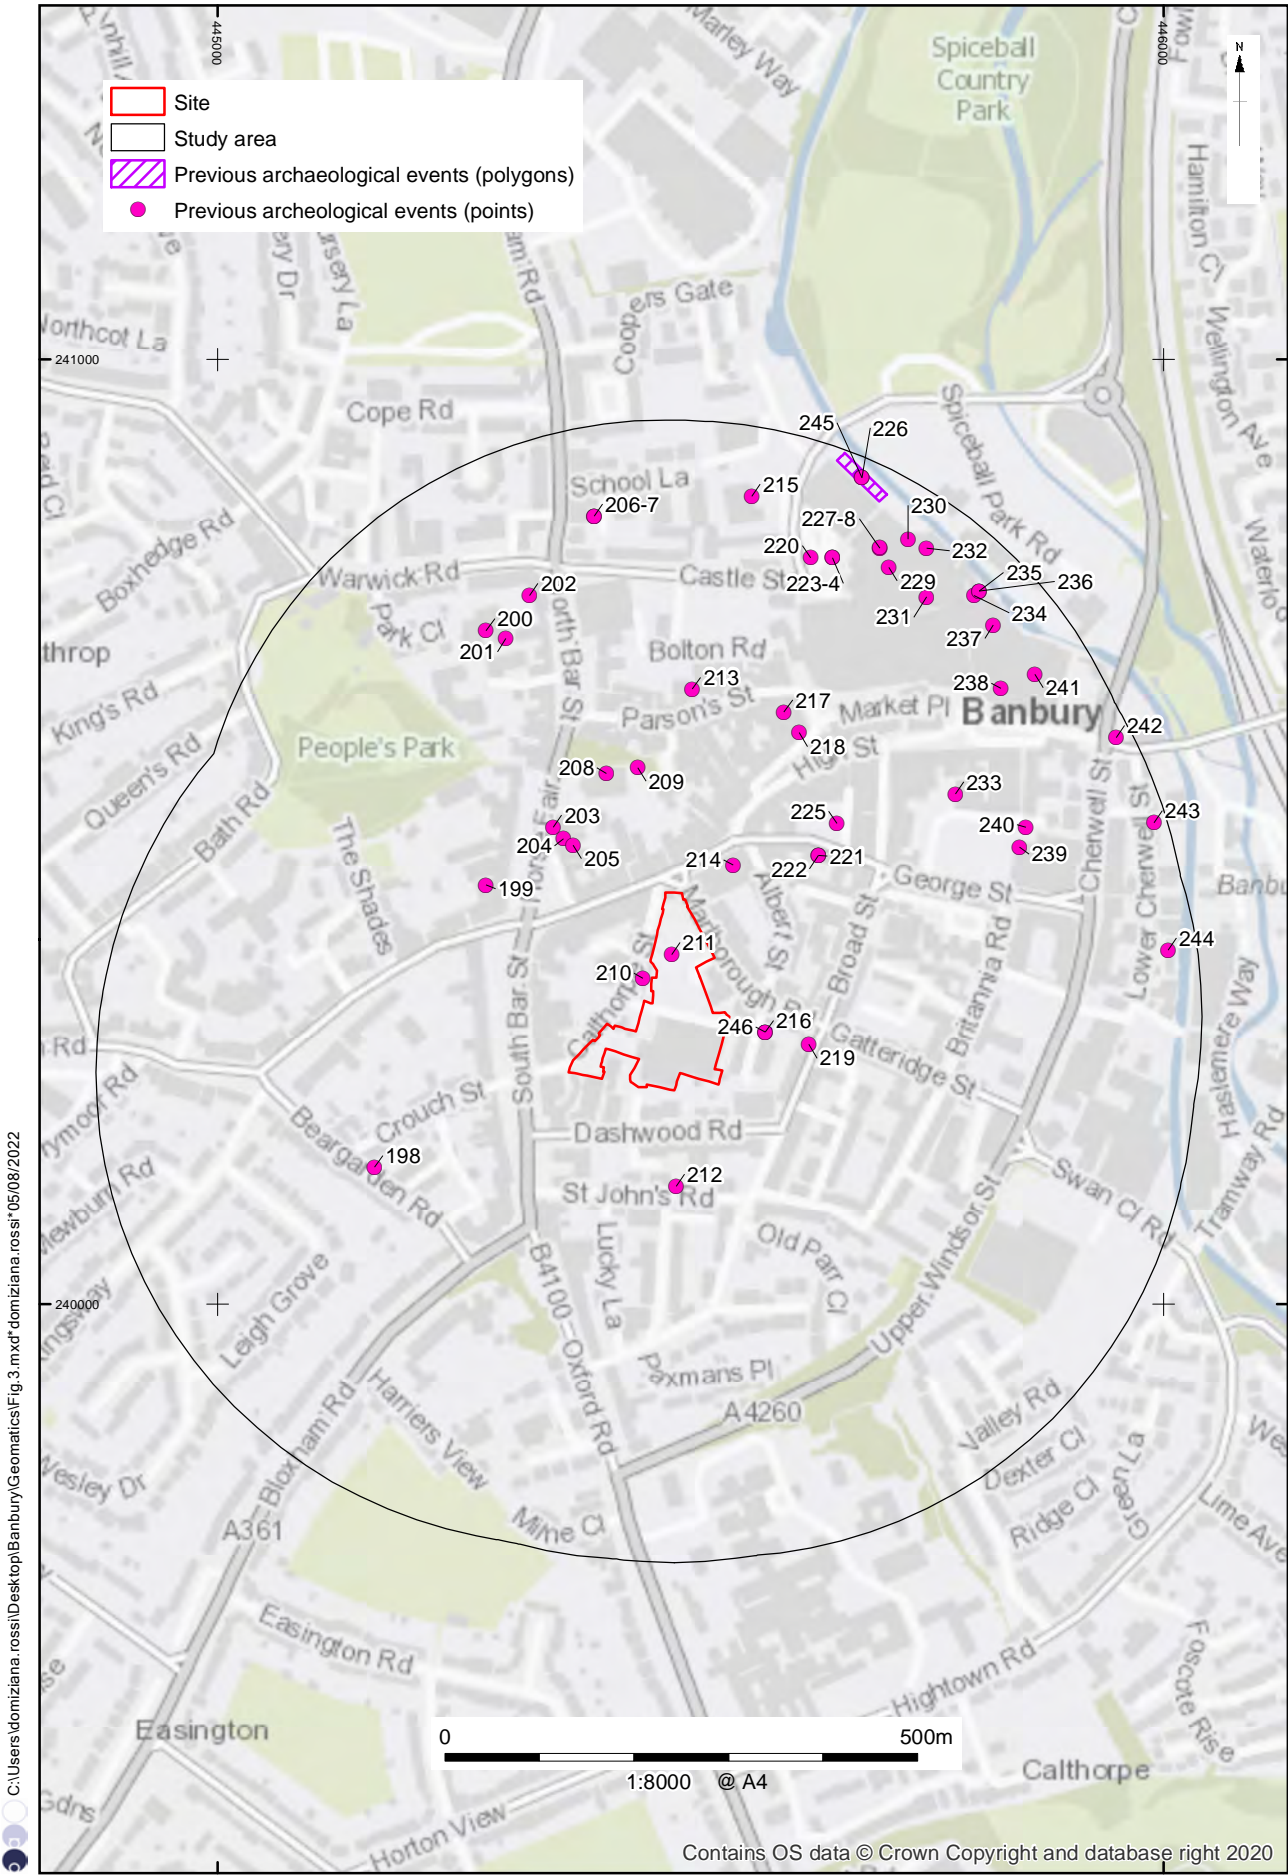 445000
446000
Marley Way
Spiceball
Country
Park
N
Site
Study area
Previous archaeological events (polygons)
Previous archeological events (points)
Hamilton Cl
Coopers Gate
241000
Wellington Ave
Cope Rd
Spiceball Park Rd
245
226
School La
215
206-7
230
227-8
232
Boxhedge Rd
220
223-4
229
235
236
Warwick Rd
202
Castle St
231
234
Park Cl
200
201
237
Bolton Rd
213
238
241
King's Rd
North Bar St
Parson's St
217
Market Pl
Banbury
242
People's Park
218
High St
Queen's Rd
208
209
233
203
225
240
243
Bath Rd
204
205
239
The Shades
214
222
221
Cherwell St
Lower Cherwell St
199
George St
Albert St
Broad St
Britannia Rd
211
244
210
South Bar St
246
216
219
Gatteridge St
Haslemere Way
Crouch St
Beargarden Rd
Dashwood Rd
198
212
St John's Rd
Swan Cl Rd
Tramway Rd
Lucky La
Old Parr Cl
Upper Windsor St
240000
Leigh Grove
B4100 Oxford Rd
Harriers View
A4260
Valley Rd
Dexter Cl
Bloxham Rd
Wesley Dr
Ridge Cl
Green La
Lime Ave
A361
Milne Cl
Easington Rd
Foscote Rise
Hightown Rd
Easington
0 500m
1:8000 @ A4
Calthorpe
Horton View
Contains OS data © Crown Copyright and database right 2020
C:\Users\domiziana.rossi\Desktop\Banbury\Geomatics\Fig.3.mxd*domiziana.rossi*05/08/2022